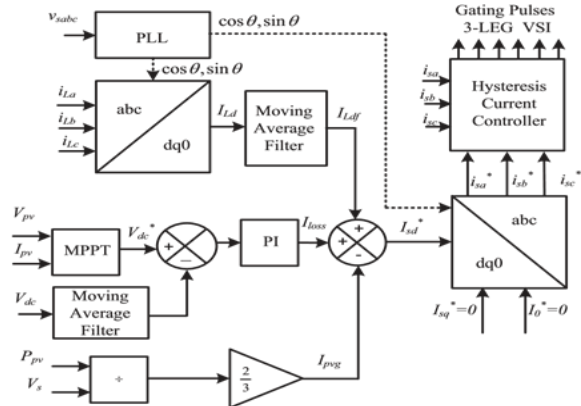 Gating Pulses
3-LEG VSI
v_sabc
PLL
cos θ, sin θ
cos θ, sin θ
i_La
i_Lb
i_Lc
abc
dq0
I_Ld
Moving
Average
Filter
I_Ldf
i_sa
i_sb
i_sc
Hysteresis
Current
Controller
i_sa*
i_sb*
i_sc*
abc
dq0
I_sq*=0
I_0*=0
V_pv
I_pv
MPPT
V_dc*
+
−
PI
I_loss
+
+
-
I_sd*
V_dc
Moving
Average
Filter
P_pv
V_s
÷
2/3
I_pvg